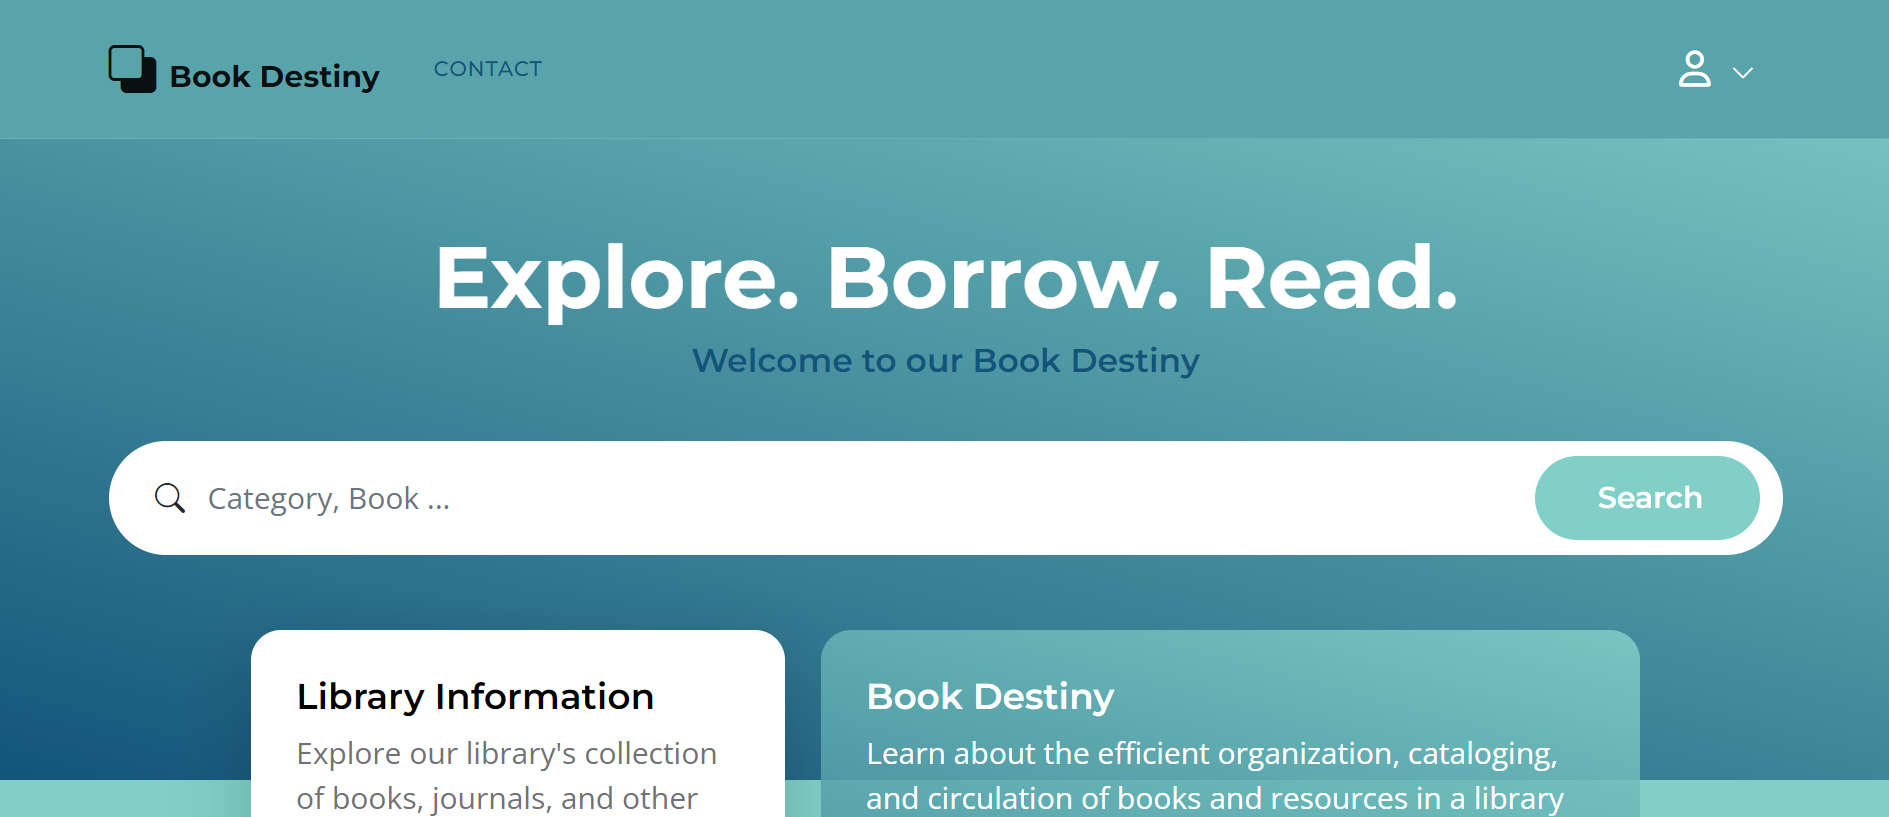 Book Destiny
CONTACT
Explore. Borrow. Read.
Welcome to our Book Destiny
Category, Book ...
Search
Library Information
Explore our library's collection
of books, journals, and other
Book Destiny
Learn about the efficient organization, cataloging,
and circulation of books and resources in a library